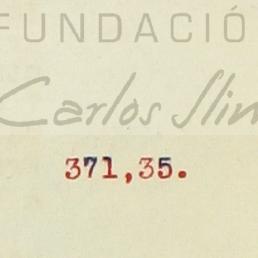 FUNDACIÓ
Carlos Slim
371,35.